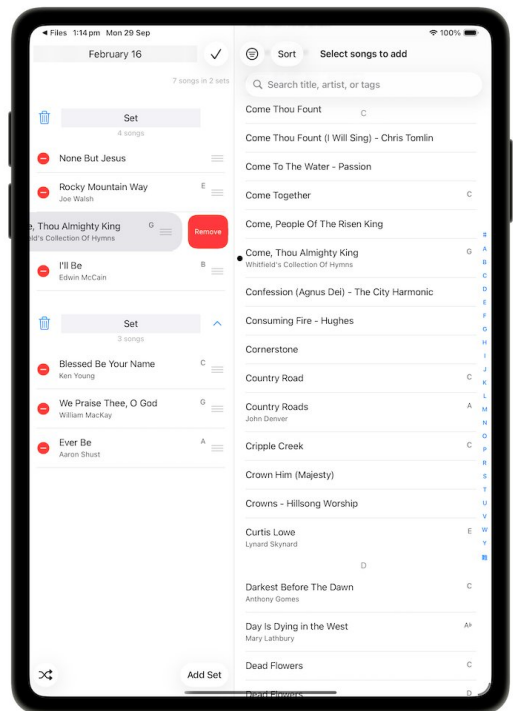 Files 1:14 pm Mon 29 Sep
100%
February 16
7 songs in 2 sets
Set
4 songs
None But Jesus
Rocky Mountain Way E
Joe Walsh
e, Thou Almighty King G
Remove
eld's Collection Of Hymns
I'll Be B
Edwin McCain
Set
3 songs
Blessed Be Your Name C
Ken Young
We Praise Thee, O God G
William MacKay
Ever Be A
Aaron Shust
Add Set
Sort
Select songs to add
Search title, artist, or tags
Come Thou Fount
C
Come Thou Fount (I Will Sing) - Chris Tomlin
Come To The Water - Passion
Come Together C
Come, People Of The Risen King
Come, Thou Almighty King G
Whitfield's Collection Of Hymns
Confession (Agnus Dei) - The City Harmonic
Consuming Fire - Hughes
Cornerstone
Country Road C
Country Roads A
John Denver
Cripple Creek C
Crown Him (Majesty)
Crowns - Hillsong Worship
Curtis Lowe E
Lynard Skynard
D
Darkest Before The Dawn C
Anthony Gomes
Day Is Dying in the West A♭
Mary Lathbury
Dead Flowers C
Dead Flowers D
#
A
B
C
D
E
F
G
H
I
J
K
L
M
N
O
P
R
S
T
U
V
W
Y